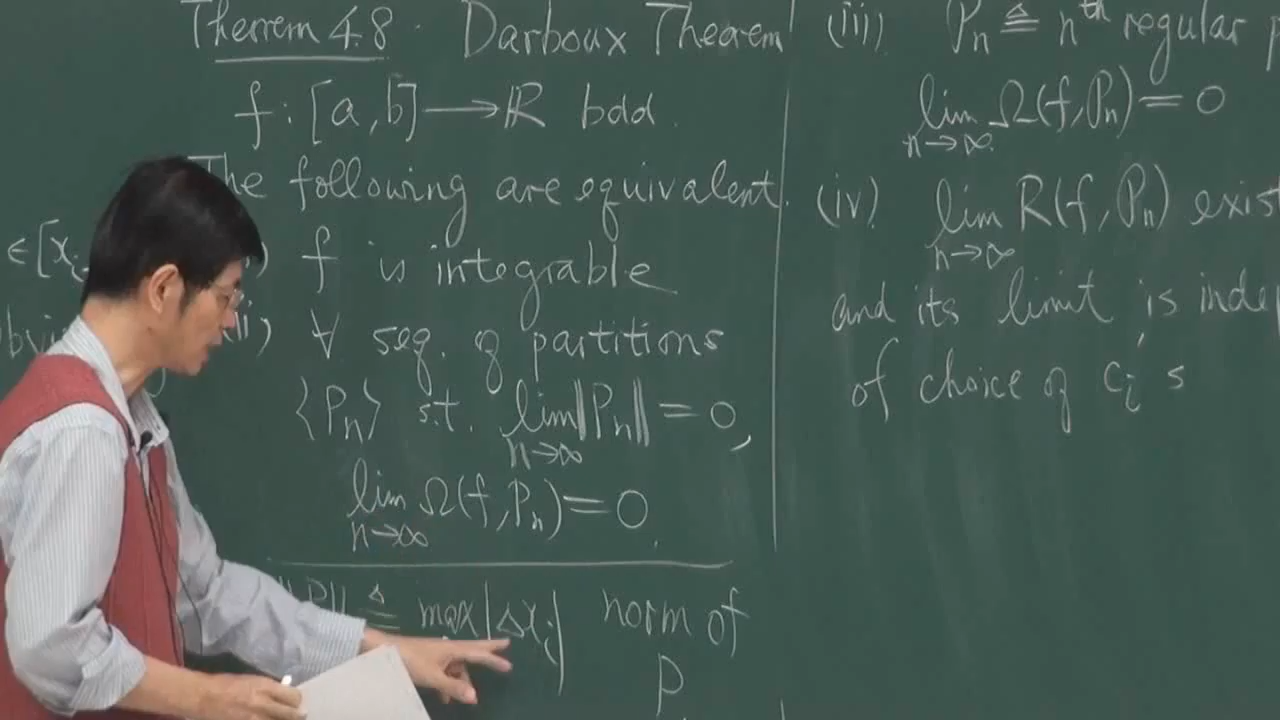 Theorem 4.8 Darboux Theorem
f : [a, b] ⟶ ℝ bdd.
The following are equivalent.
) f is integrable
ii) ∀ seq. of partitions
⟨Pₙ⟩ s.t. lim‖Pₙ‖ = 0,
n→∞
lim Ω(f, Pₙ) = 0
n→∞
‖P‖ ≜ max|Δxᵢ| norm of
P
∈[x
(iii) Pₙ ≜ nᵗʰ regular p
lim Ω(f, Pₙ) = 0
n→∞
(iv) lim R(f, Pₙ) exist
n→∞
and its limit is indep
of choice of cᵢ's